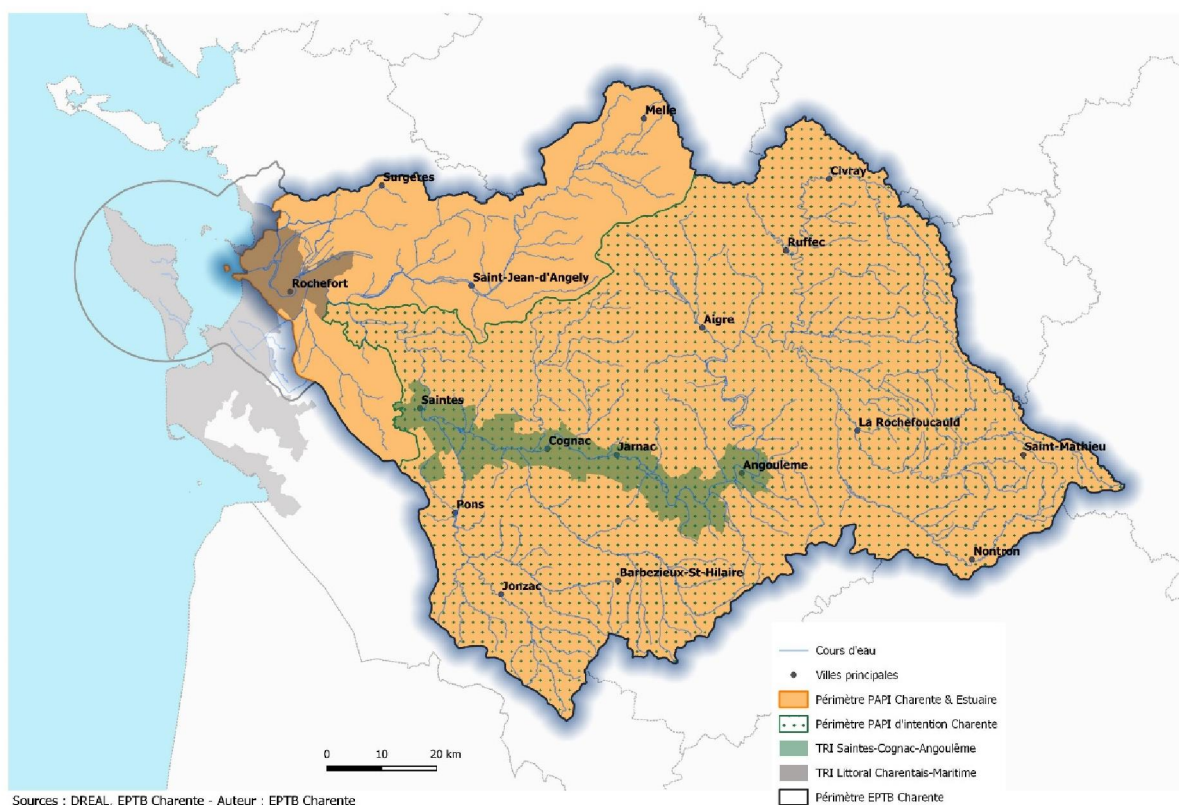 Melle
Civray
Surgères
Ruffec
Rochefort
Saint-Jean-d'Angely
Aigre
Saintes
La Rochefoucauld
Cognac
Jarnac
Saint-Mathieu
Angoulême
Pons
Nontron
Barbezieux-St-Hilaire
Jonzac
Cours d'eau
Villes principales
Périmètre PAPI Charente & Estuaire
Périmètre PAPI d'intention Charente
TRI Saintes-Cognac-Angoulême
TRI Littoral Charentais-Maritime
Périmètre EPTB Charente
0 10 20 km
Sources : DREAL, EPTB Charente - Auteur : EPTB Charente